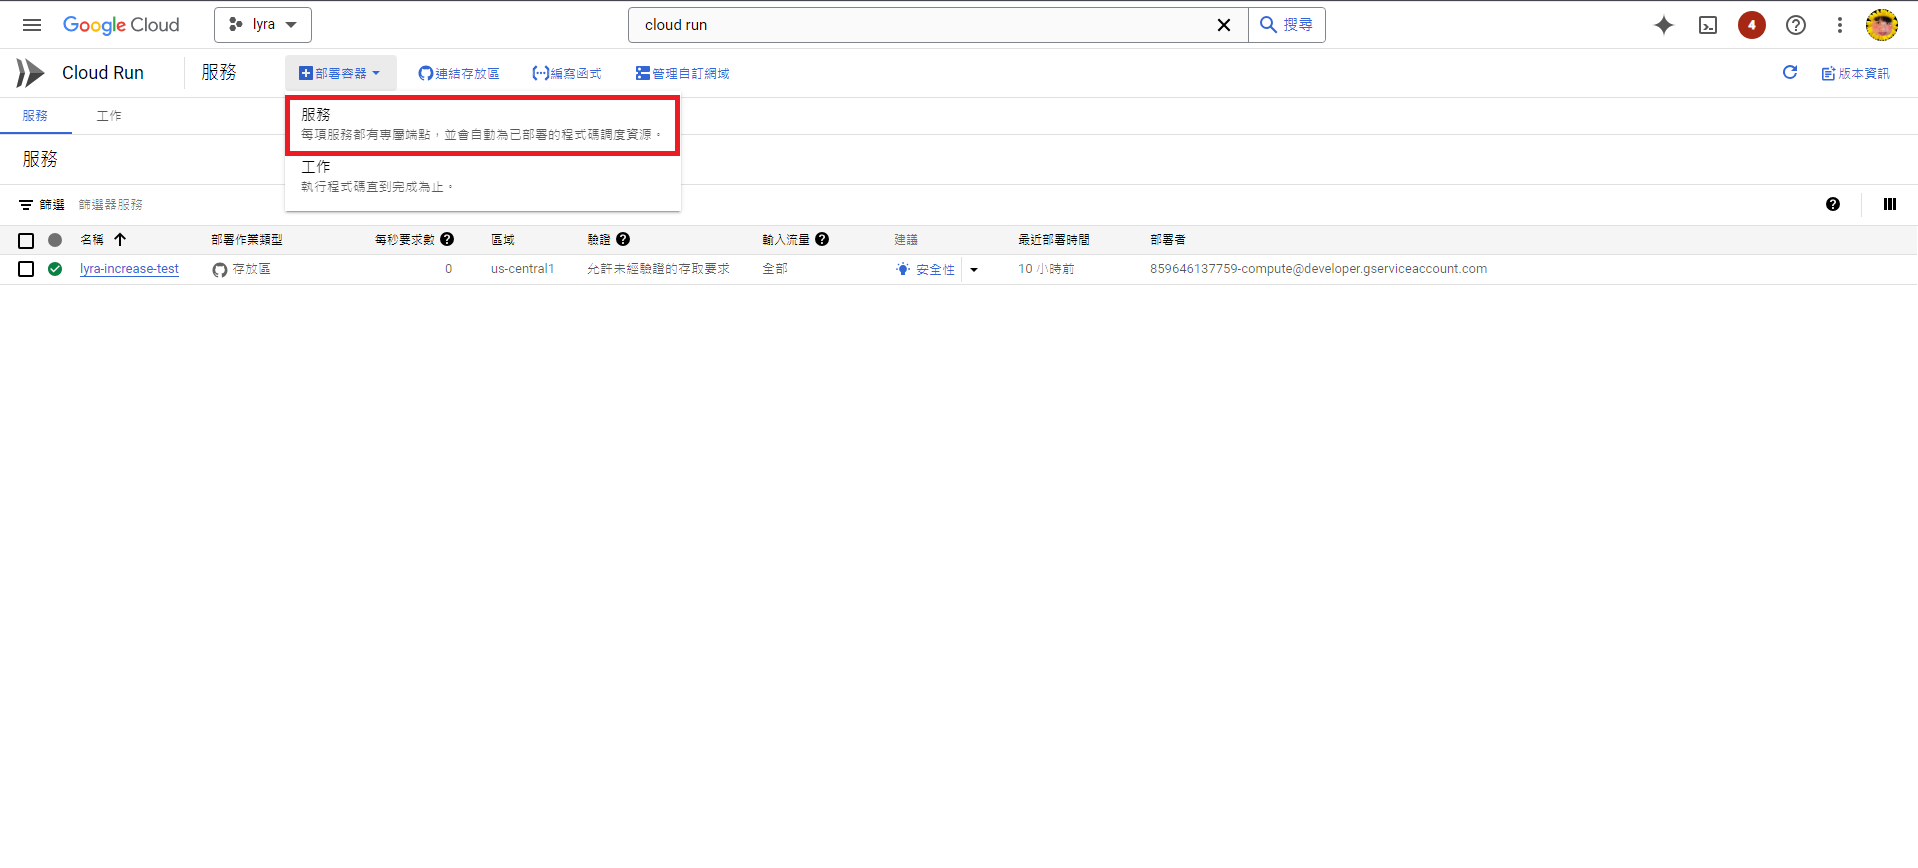 Google Cloud
lyra
cloud run
搜尋
4
Cloud Run
服務
部署容器
連結存放區
編寫函式
管理自訂網域
版本資訊
服務
工作
服務
每項服務都有專屬端點，並會自動為已部署的程式碼調度資源。
工作
執行程式碼直到完成為止。
服務
篩選
篩選器服務
名稱
部署作業類型
每秒要求數
區域
驗證
輸入流量
建議
最近部署時間
部署者
lyra-increase-test
存放區
0
us-central1
允許未經驗證的存取要求
全部
安全性
10 小時前
859646137759-compute@developer.gserviceaccount.com